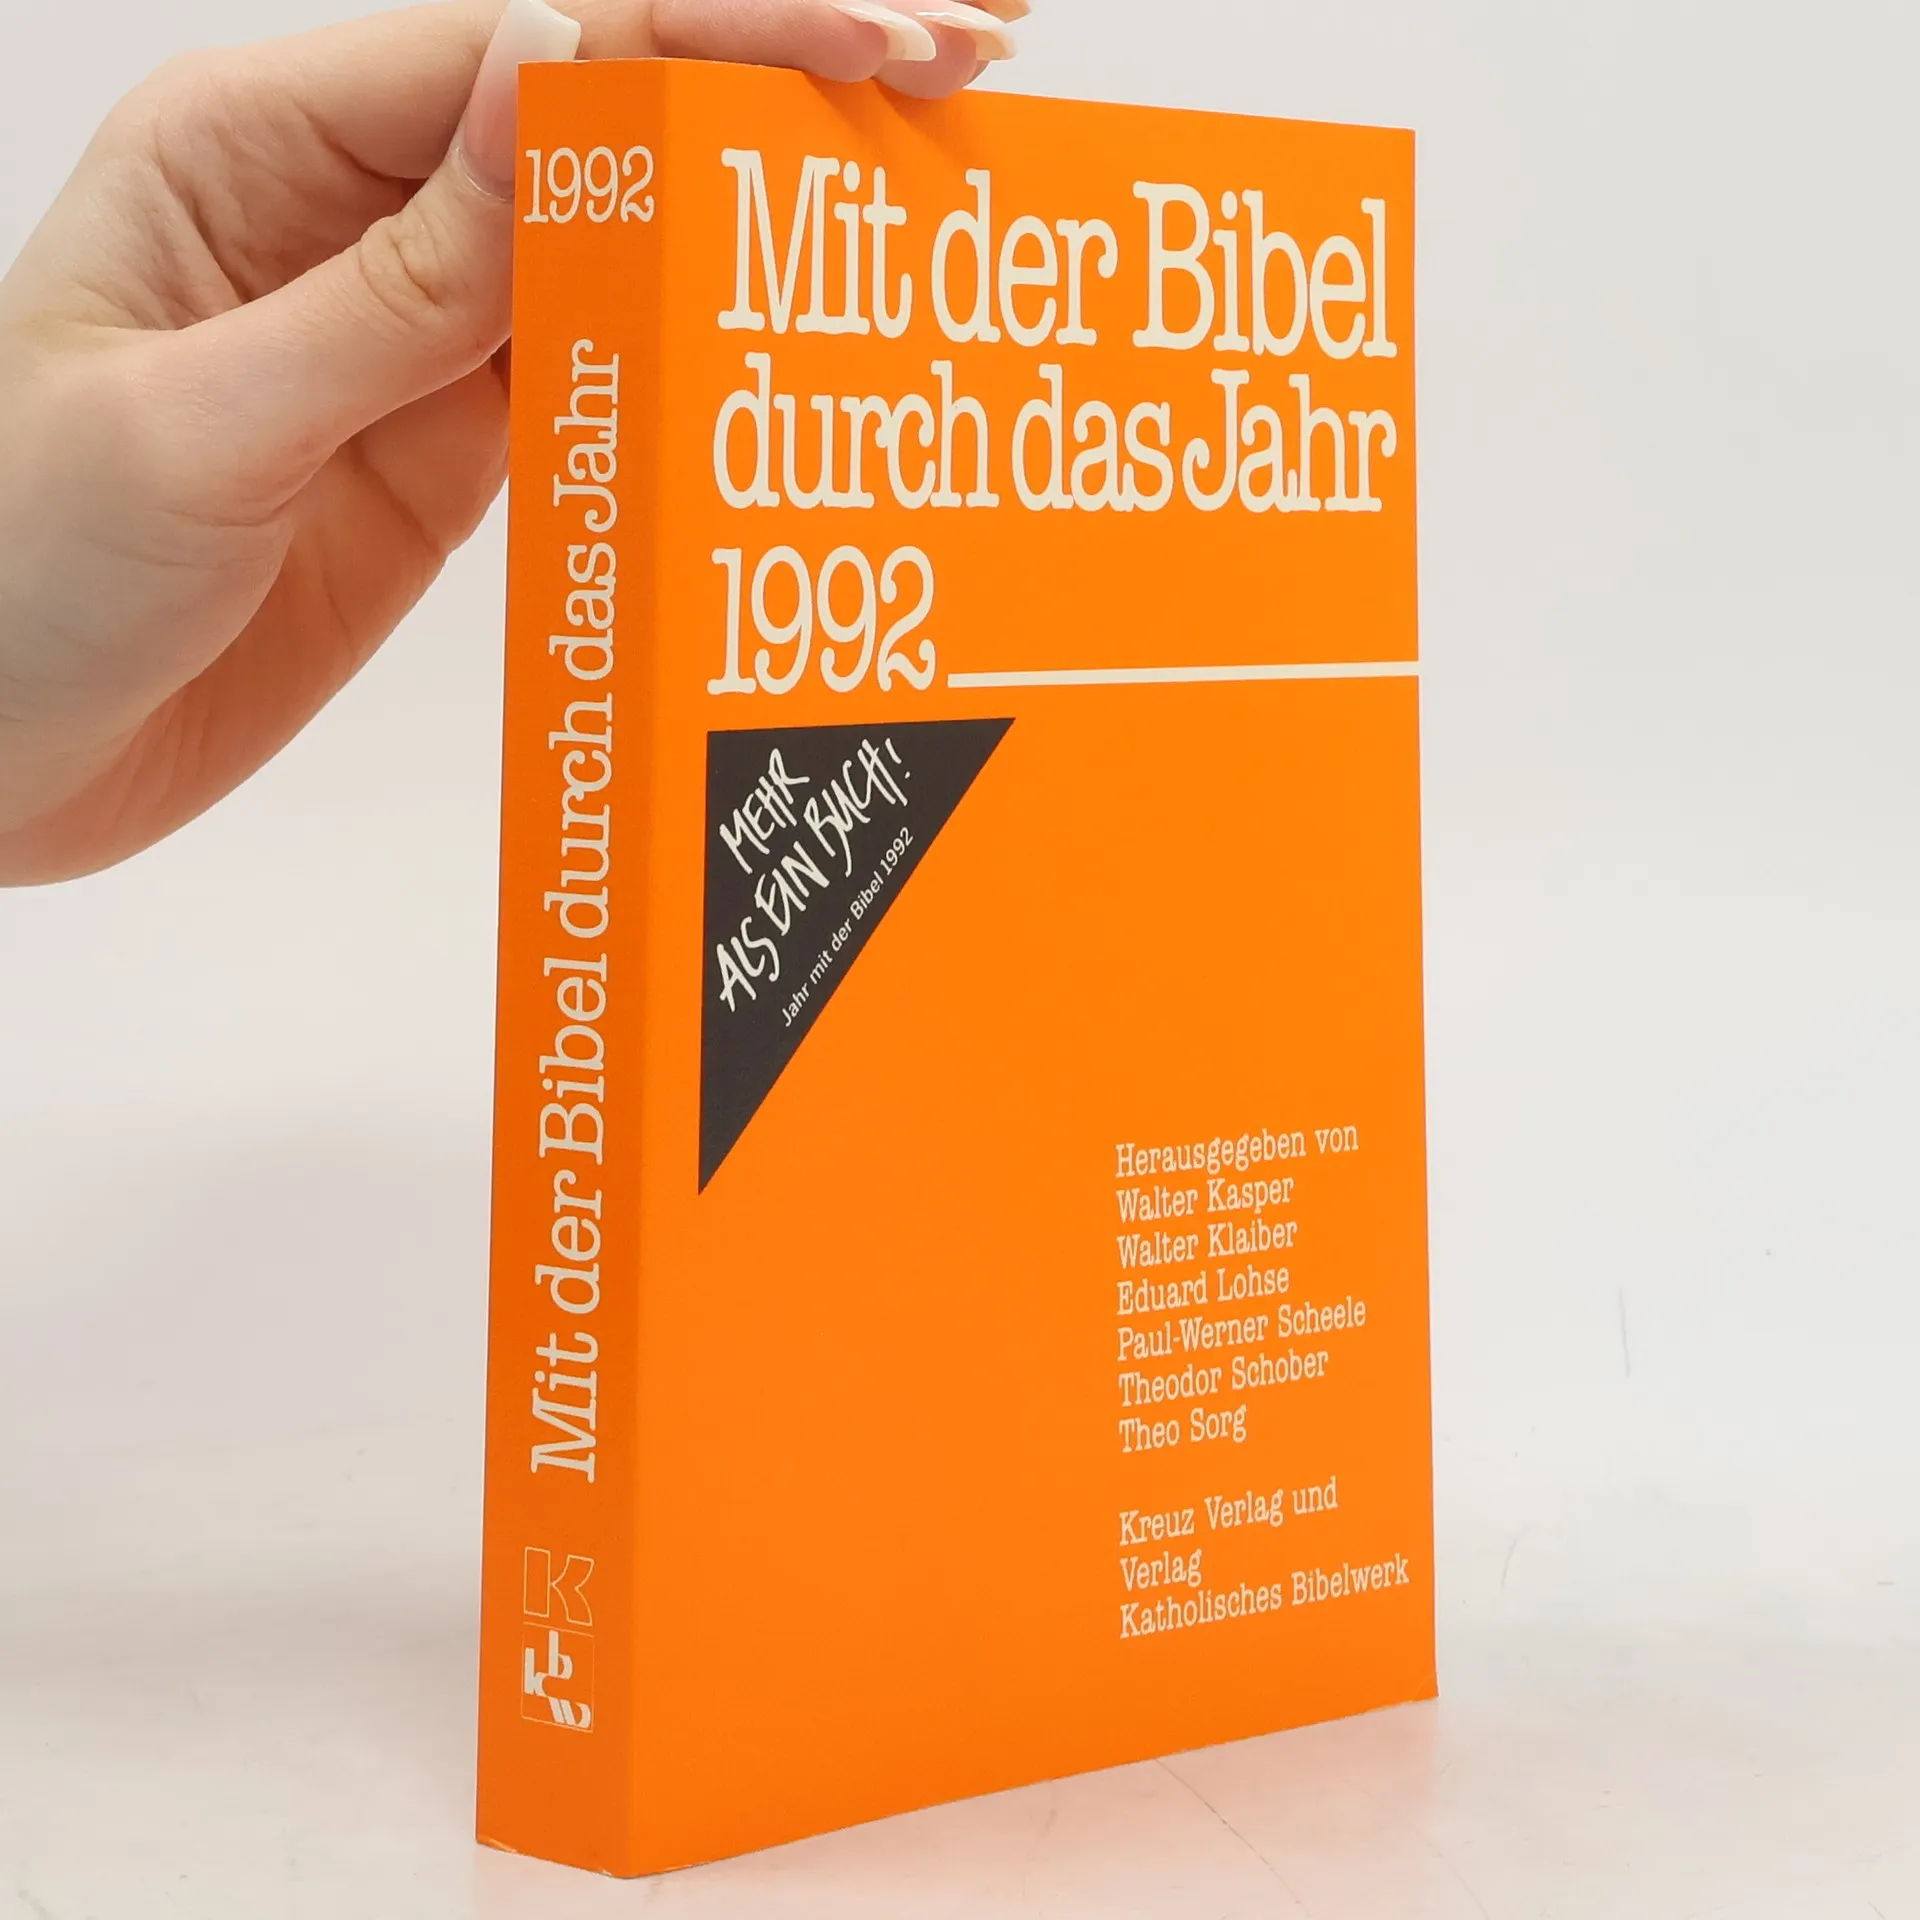 1992
Mit der Bibel durch das Jahr
Mit der Bibel
durch das Jahr
1992
MEHR
ALS EIN BUCH!
Jahr mit der Bibel 1992
Herausgegeben von
Walter Kasper
Walter Klaiber
Eduard Lohse
Paul-Werner Scheele
Theodor Schober
Theo Sorg
Kreuz Verlag und
Verlag
Katholisches Bibelwerk